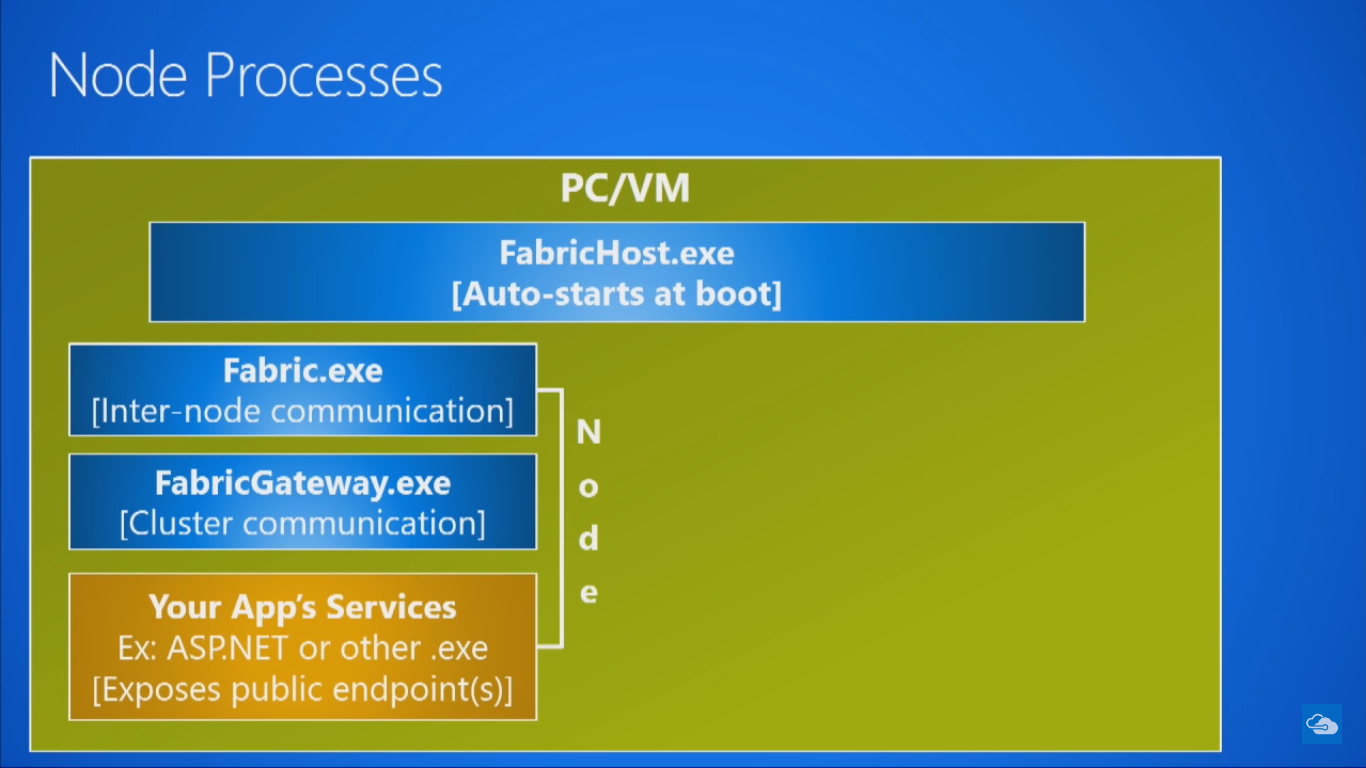 Node Processes
PC/VM
FabricHost.exe
[Auto-starts at boot]
Fabric.exe
[Inter-node communication]
FabricGateway.exe
[Cluster communication]
Your App's Services
Ex: ASP.NET or other .exe
[Exposes public endpoint(s)]
N
o
d
e